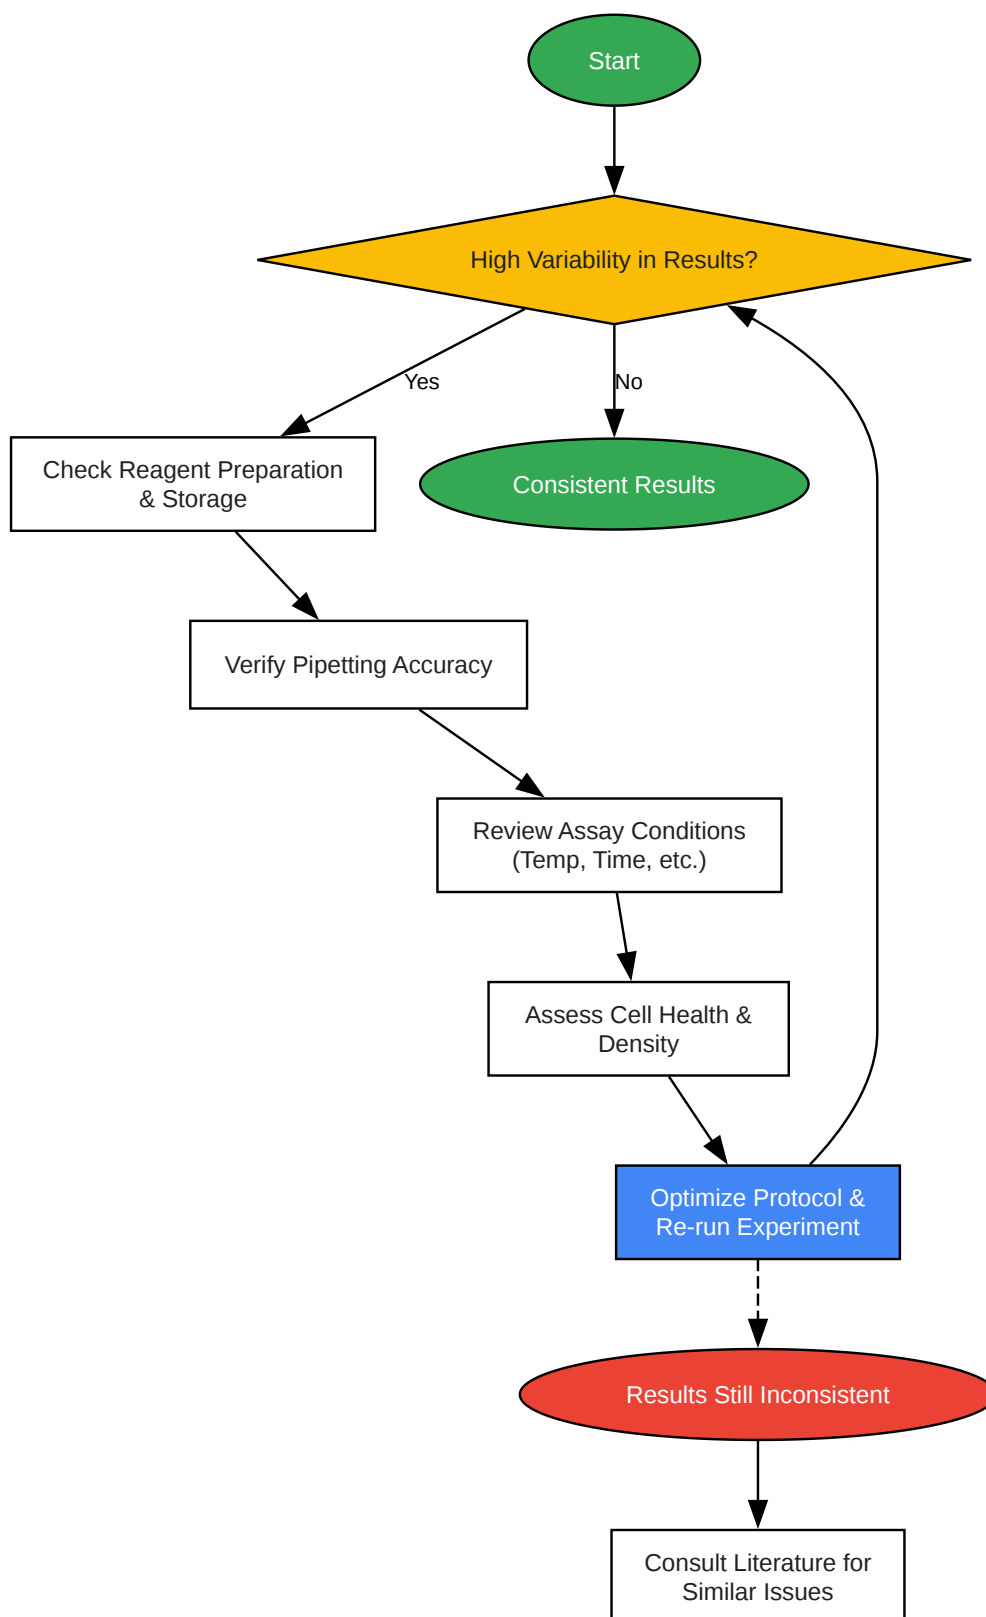 Start
High Variability in Results?
Yes
No
Check Reagent Preparation
& Storage
Consistent Results
Verify Pipetting Accuracy
Review Assay Conditions
(Temp, Time, etc.)
Assess Cell Health &
Density
Optimize Protocol &
Re-run Experiment
Results Still Inconsistent
Consult Literature for
Similar Issues